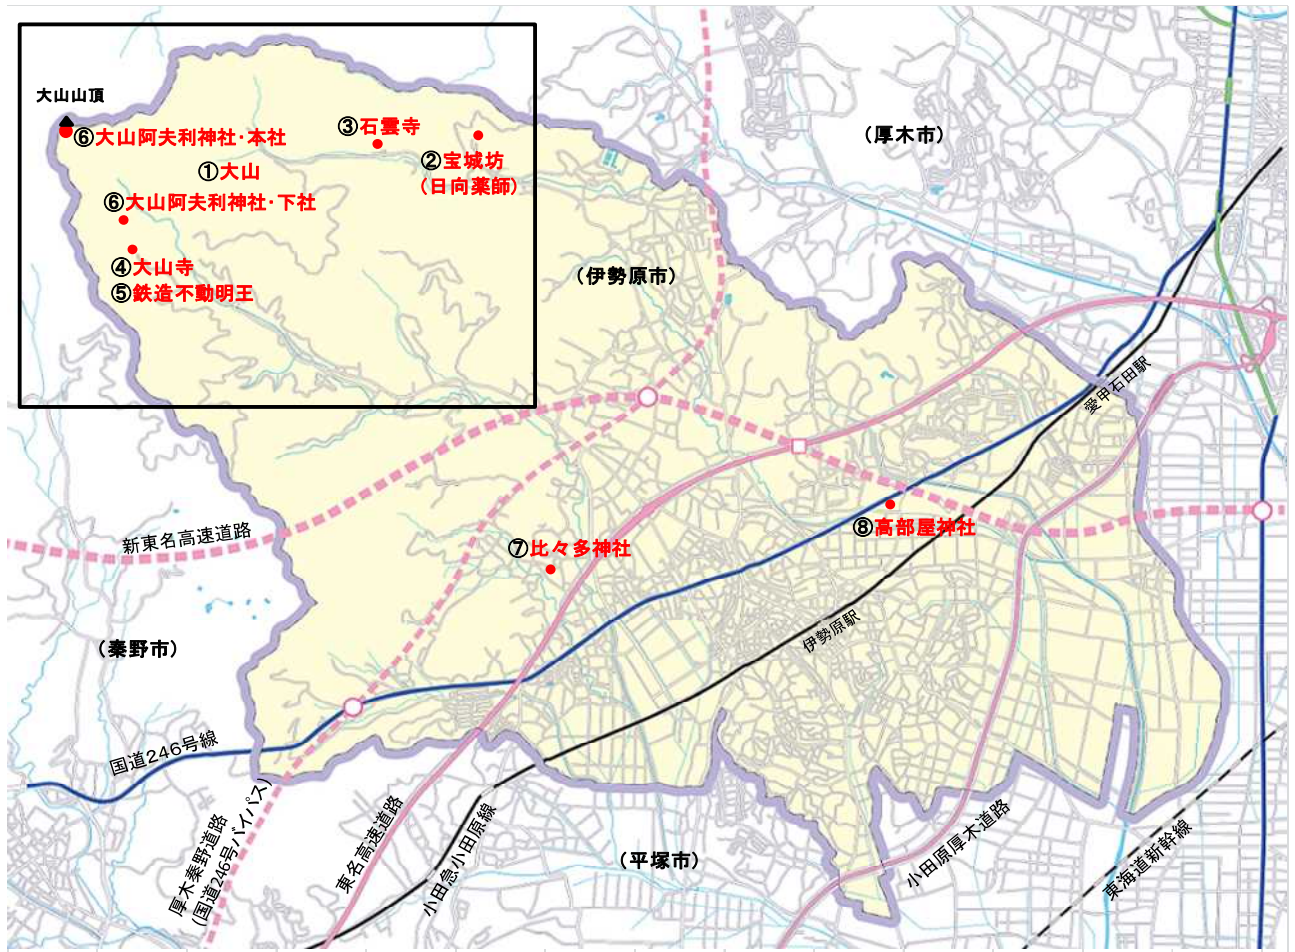 大山山頂
⑥大山阿夫利神社・本社
①大山
③石雲寺
②宝城坊
(日向薬師)
(厚木市)
⑥大山阿夫利神社・下社
④大山寺
⑤鉄造不動明王
(伊勢原市)
愛甲石田駅
新東名高速道路
⑧高部屋神社
⑦比々多神社
伊勢原駅
(秦野市)
国道246号線
厚木秦野道路
(国道246号バイパス)
東名高速道路
小田急小田原線
(平塚市)
小田原厚木道路
東海道新幹線